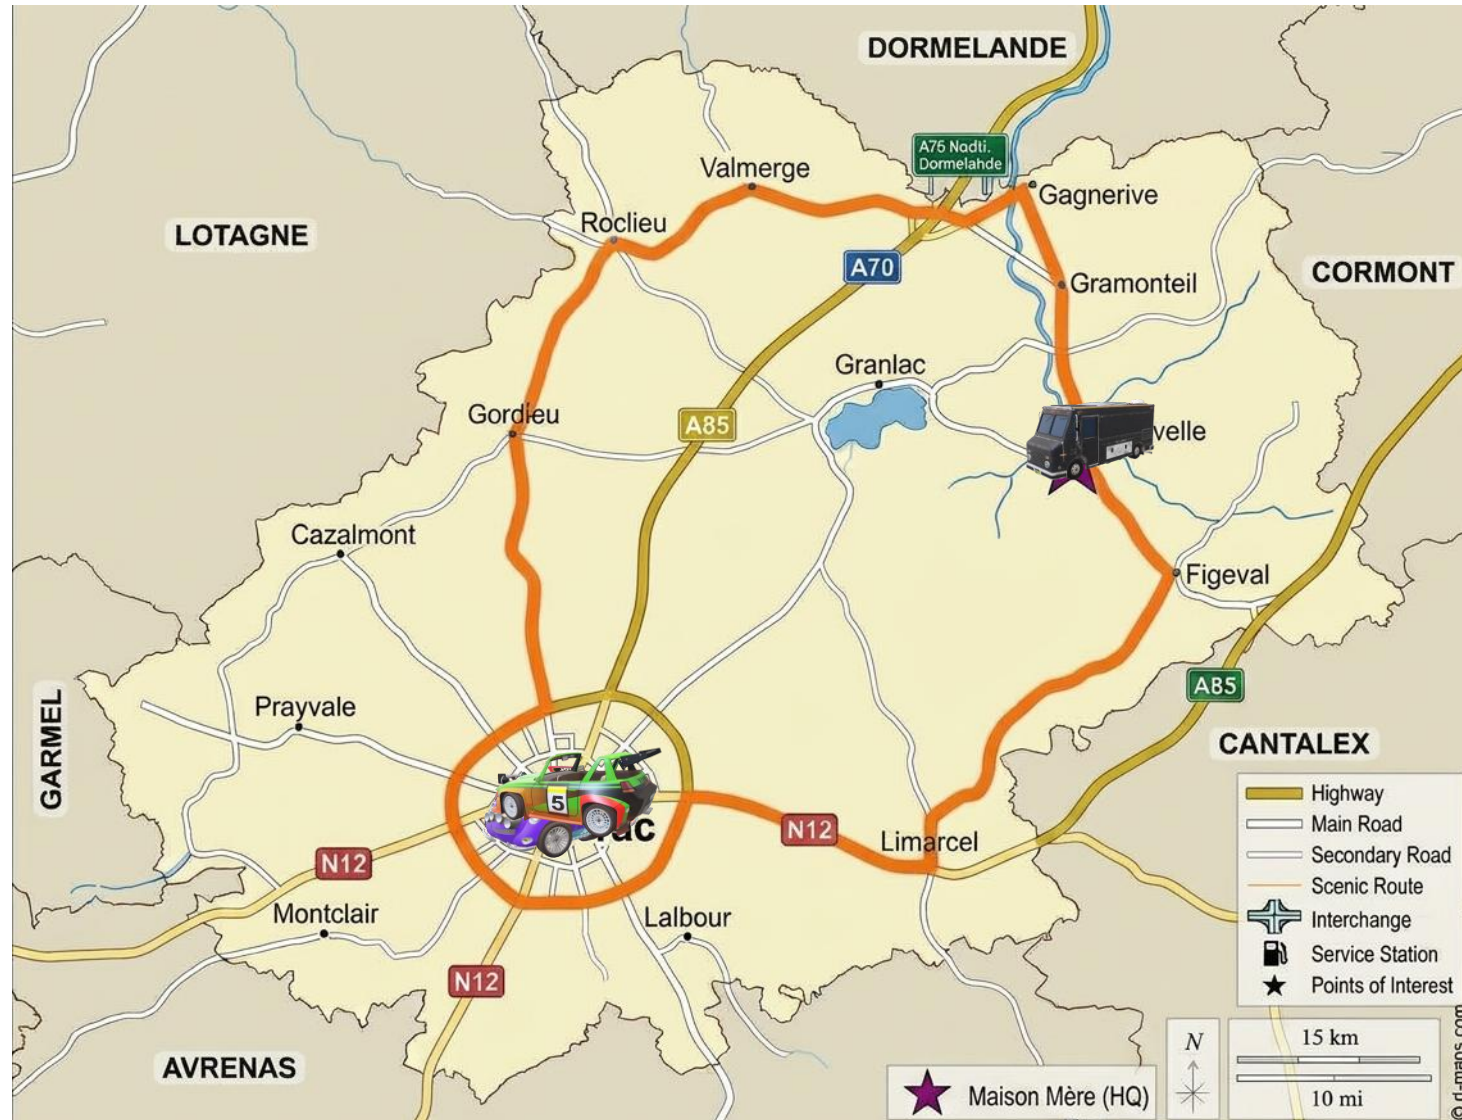 DORMELANDE
A75 Nadti.
Dormelahde
Valmerge
Gagnerive
Roclieu
LOTAGNE
A70
CORMONT
Gramonteil
Granlac
Gordieu
A85
velle
Cazalmont
Figeval
A85
GARMEL
Prayvale
CANTALEX
5
N12
Limarcel
N12
Montclair
Lalbour
N12
AVRENAS
Highway
Main Road
Secondary Road
Scenic Route
Interchange
Service Station
Points of Interest
N
15 km
10 mi
Maison Mère (HQ)
© d-maps.com